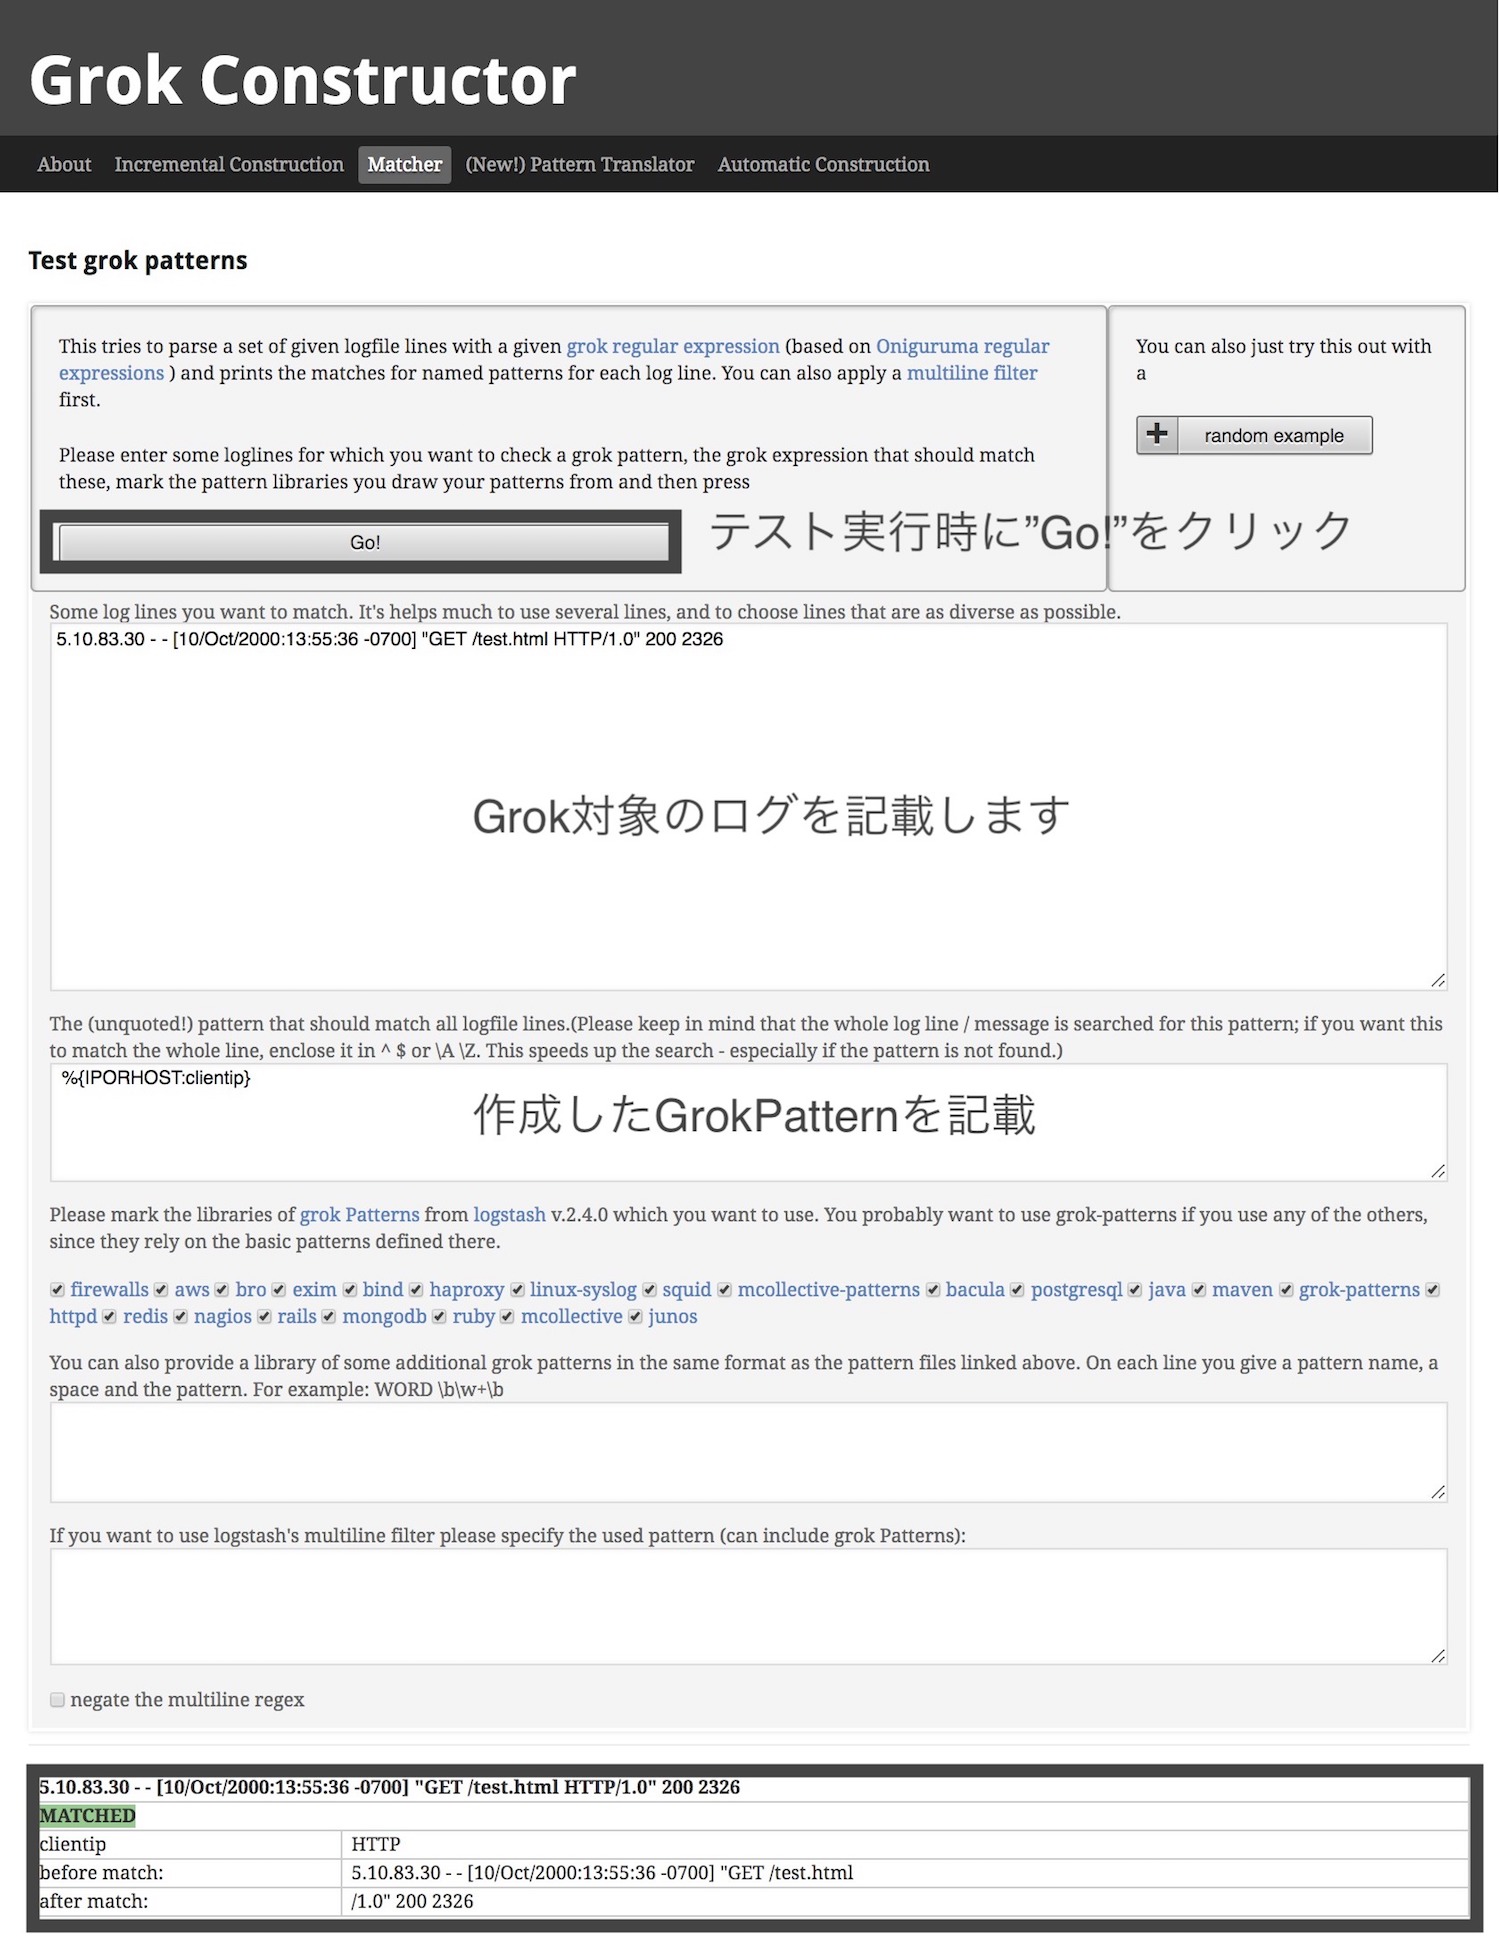 Grok Constructor
About Incremental Construction Matcher (New!) Pattern Translator Automatic Construction
Test grok patterns
This tries to parse a set of given logfile lines with a given grok regular expression (based on Oniguruma regular
expressions ) and prints the matches for named patterns for each log line. You can also apply a multiline filter
first.
Please enter some loglines for which you want to check a grok pattern, the grok expression that should match
these, mark the pattern libraries you draw your patterns from and then press
Go!
テスト実行時に”Go!”をクリック
You can also just try this out with
a
+ random example
Some log lines you want to match. It's helps much to use several lines, and to choose lines that are as diverse as possible.
5.10.83.30 - - [10/Oct/2000:13:55:36 -0700] "GET /test.html HTTP/1.0" 200 2326
Grok対象のログを記載します
The (unquoted!) pattern that should match all logfile lines.(Please keep in mind that the whole log line / message is searched for this pattern; if you want this
to match the whole line, enclose it in ^ $ or \A \Z. This speeds up the search - especially if the pattern is not found.)
%{IPORHOST:clientip}
作成したGrokPatternを記載
Please mark the libraries of grok Patterns from logstash v.2.4.0 which you want to use. You probably want to use grok-patterns if you use any of the others,
since they rely on the basic patterns defined there.
firewalls aws bro exim bind haproxy linux-syslog squid mcollective-patterns bacula postgresql java maven grok-patterns
httpd redis nagios rails mongodb ruby mcollective junos
You can also provide a library of some additional grok patterns in the same format as the pattern files linked above. On each line you give a pattern name, a
space and the pattern. For example: WORD \b\w+\b
If you want to use logstash's multiline filter please specify the used pattern (can include grok Patterns):
negate the multiline regex
5.10.83.30 - - [10/Oct/2000:13:55:36 -0700] "GET /test.html HTTP/1.0" 200 2326
MATCHED
clientip HTTP
before match: 5.10.83.30 - - [10/Oct/2000:13:55:36 -0700] "GET /test.html
after match: /1.0" 200 2326